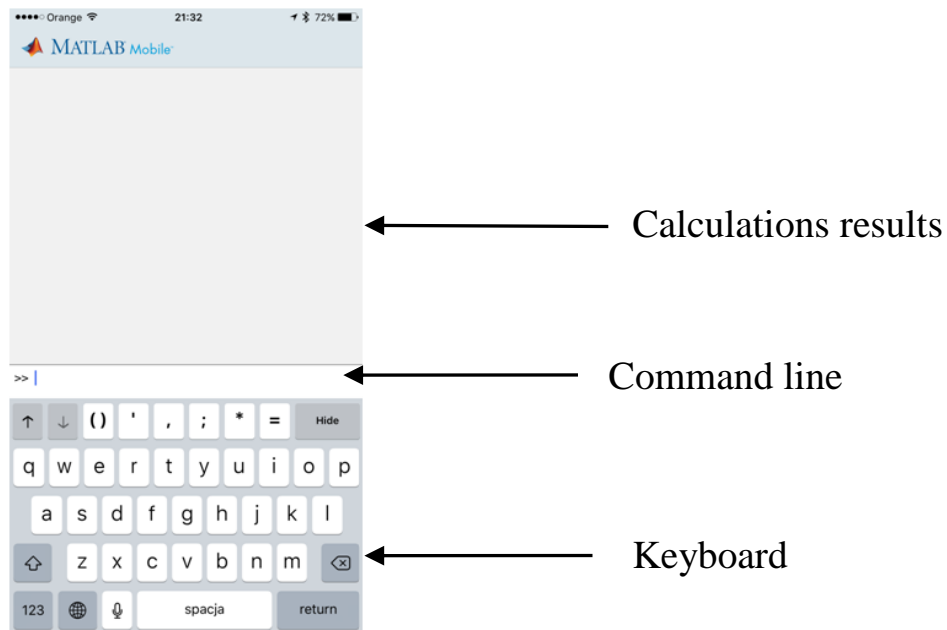 Orange 21:32 72%
MATLAB Mobile
Calculations results
>>
Command line
() ' , ; * = Hide
q w e r t y u i o p
a s d f g h j k l
z x c v b n m
Keyboard
123 spacja return